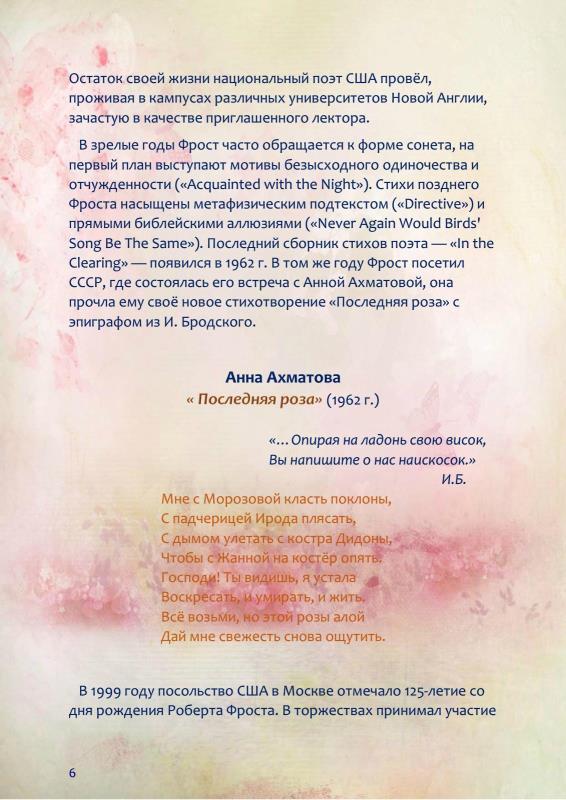 Остаток своей жизни национальный поэт США провёл,
проживая в кампусах различных университетов Новой Англии,
зачастую в качестве приглашенного лектора.
В зрелые годы Фрост часто обращается к форме сонета, на
первый план выступают мотивы безысходного одиночества и
отчужденности («Acquainted with the Night»). Стихи позднего
Фроста насыщены метафизическим подтекстом («Directive») и
прямыми библейскими аллюзиями («Never Again Would Birds'
Song Be The Same»). Последний сборник стихов поэта — «In the
Clearing» — появился в 1962 г. В том же году Фрост посетил
СССР, где состоялась его встреча с Анной Ахматовой, она
прочла ему своё новое стихотворение «Последняя роза» с
эпиграфом из И. Бродского.
Анна Ахматова
« Последняя роза» (1962 г.)
«…Опирая на ладонь свою висок,
Вы напишите о нас наискосок.»
И.Б.
Мне с Морозовой класть поклоны,
С падчерицей Ирода плясать,
С дымом улетать с костра Дидоны,
Чтобы с Жанной на костёр опять.
Господи! Ты видишь, я устала
Воскресать, и умирать, и жить.
Всё возьми, но этой розы алой
Дай мне свежесть снова ощутить.
В 1999 году посольство США в Москве отмечало 125-летие со
дня рождения Роберта Фроста. В торжествах принимал участие
6